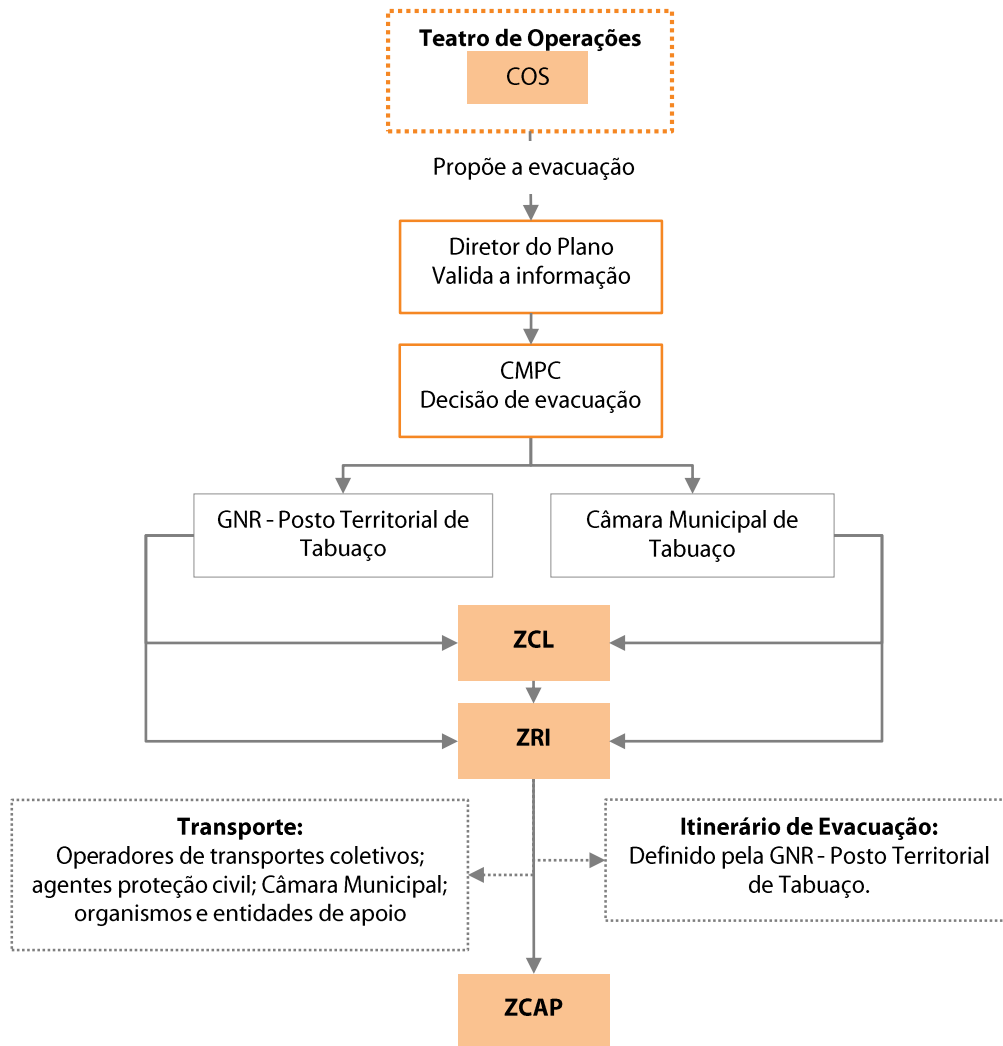 Teatro de Operações
COS
Propõe a evacuação
Diretor do Plano
Valida a informação
CMPC
Decisão de evacuação
GNR - Posto Territorial de
Tabuaço
Câmara Municipal de
Tabuaço
ZCL
ZRI
Transporte:
Operadores de transportes coletivos;
agentes proteção civil; Câmara Municipal;
organismos e entidades de apoio
Itinerário de Evacuação:
Definido pela GNR - Posto Territorial
de Tabuaço.
ZCAP